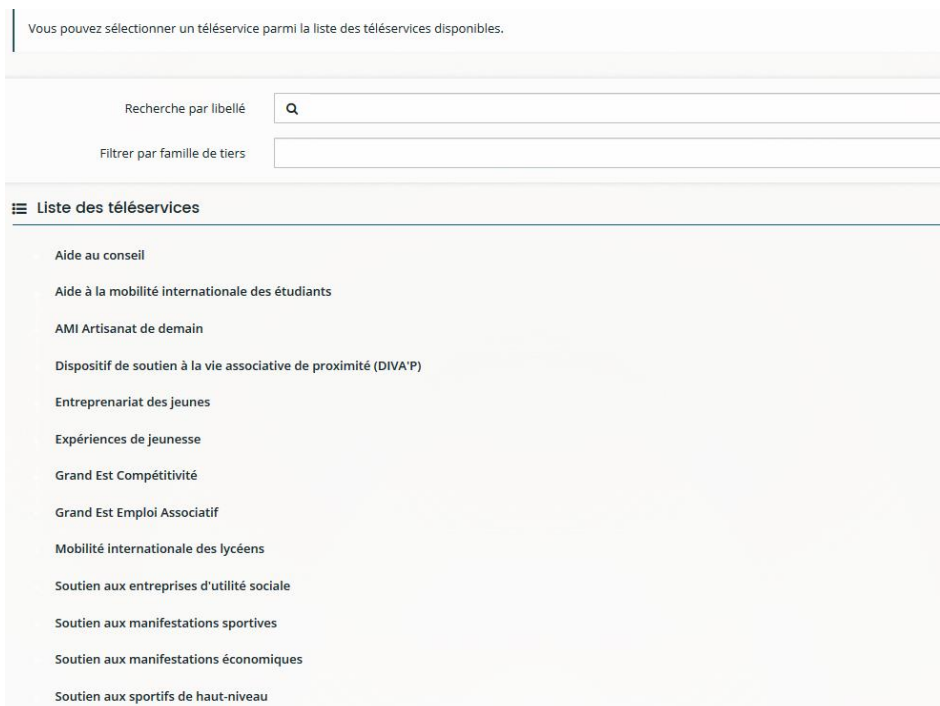 Vous pouvez sélectionner un téléservice parmi la liste des téléservices disponibles.
Recherche par libellé
Filtrer par famille de tiers
Liste des téléservices
Aide au conseil
Aide à la mobilité internationale des étudiants
AMI Artisanat de demain
Dispositif de soutien à la vie associative de proximité (DIVA'P)
Entreprenariat des jeunes
Expériences de jeunesse
Grand Est Compétitivité
Grand Est Emploi Associatif
Mobilité internationale des lycéens
Soutien aux entreprises d'utilité sociale
Soutien aux manifestations sportives
Soutien aux manifestations économiques
Soutien aux sportifs de haut-niveau